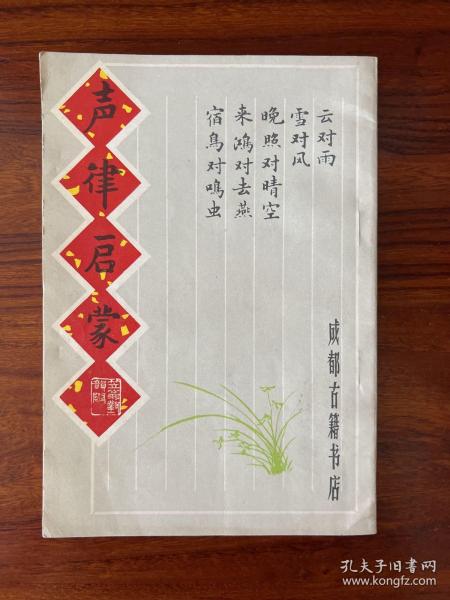 声律启蒙
云对雨
雪对风
晚照对晴空
来鸿对去燕
宿鳥对鸣虫
成都古籍书店
孔夫子旧书网
www.kongfz.com